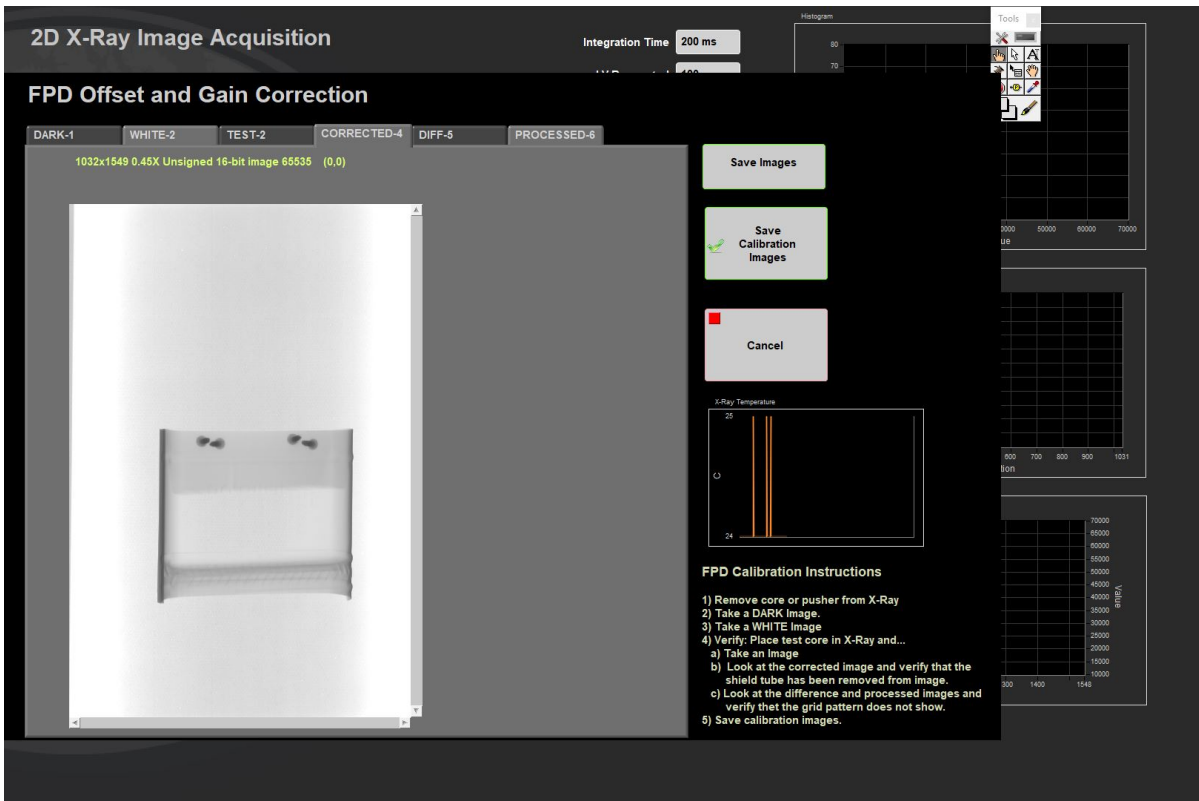 2D X-Ray Image Acquisition
Integration Time 200 ms
Histogram
Tools
80
70
FPD Offset and Gain Correction
DARK-1 WHITE-2 TEST-2 CORRECTED-4 DIFF-5 PROCESSED-6
1032x1549 0.45X Unsigned 16-bit image 65535 (0,0)
Save Images
Save
Calibration
Images
Cancel
X-Ray Temperature
25
C
24
FPD Calibration Instructions
1) Remove core or pusher from X-Ray
2) Take a DARK Image.
3) Take a WHITE Image
4) Verify: Place test core in X-Ray and...
a) Take an Image
b) Look at the corrected image and verify that the
shield tube has been removed from image.
c) Look at the difference and processed images and
verify thet the grid pattern does not show.
5) Save calibration images.
50000 60000 70000
600 700 800 900 1031
70000
65000
60000
50000
45000
40000
35000
30000
25000
20000
15000
10000
Value
300 1400 1548